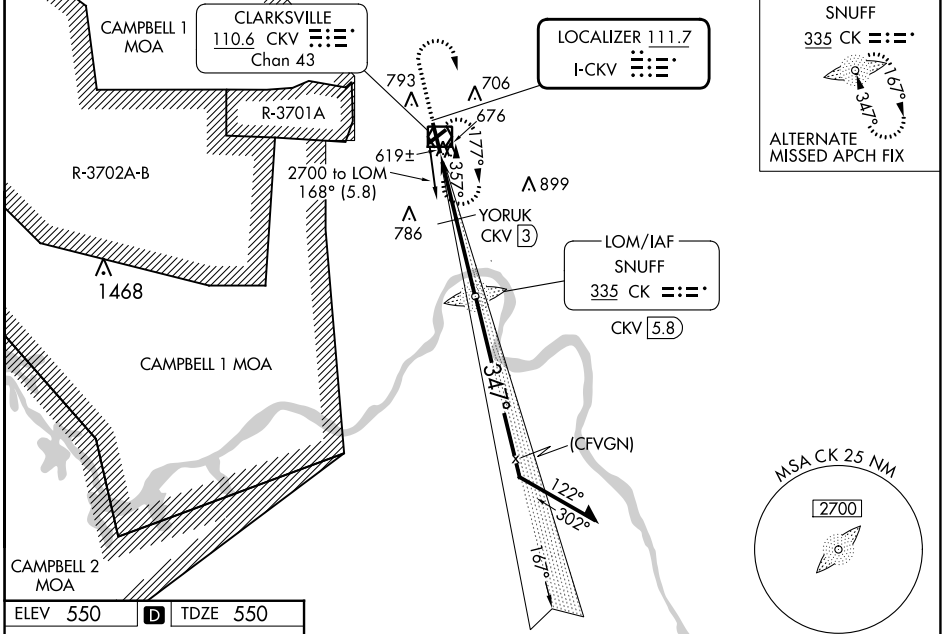 CAMPBELL 1
MOA
CLARKSVILLE
110.6 CKV
Chan 43
LOCALIZER 111.7
I-CKV
SNUFF
335 CK
167°
347°
ALTERNATE
MISSED APCH FIX
793
706
676
R-3701A
R-3702A-B
619±
177°
357°
2700 to LOM
168° (5.8)
899
786
YORUK
CKV 3
1468
LOM/IAF
SNUFF
335 CK
CKV 5.8
CAMPBELL 1 MOA
347°
(CFVGN)
122°
302°
167°
MSA CK 25 NM
2700
CAMPBELL 2
MOA
ELEV 550 D TDZE 550